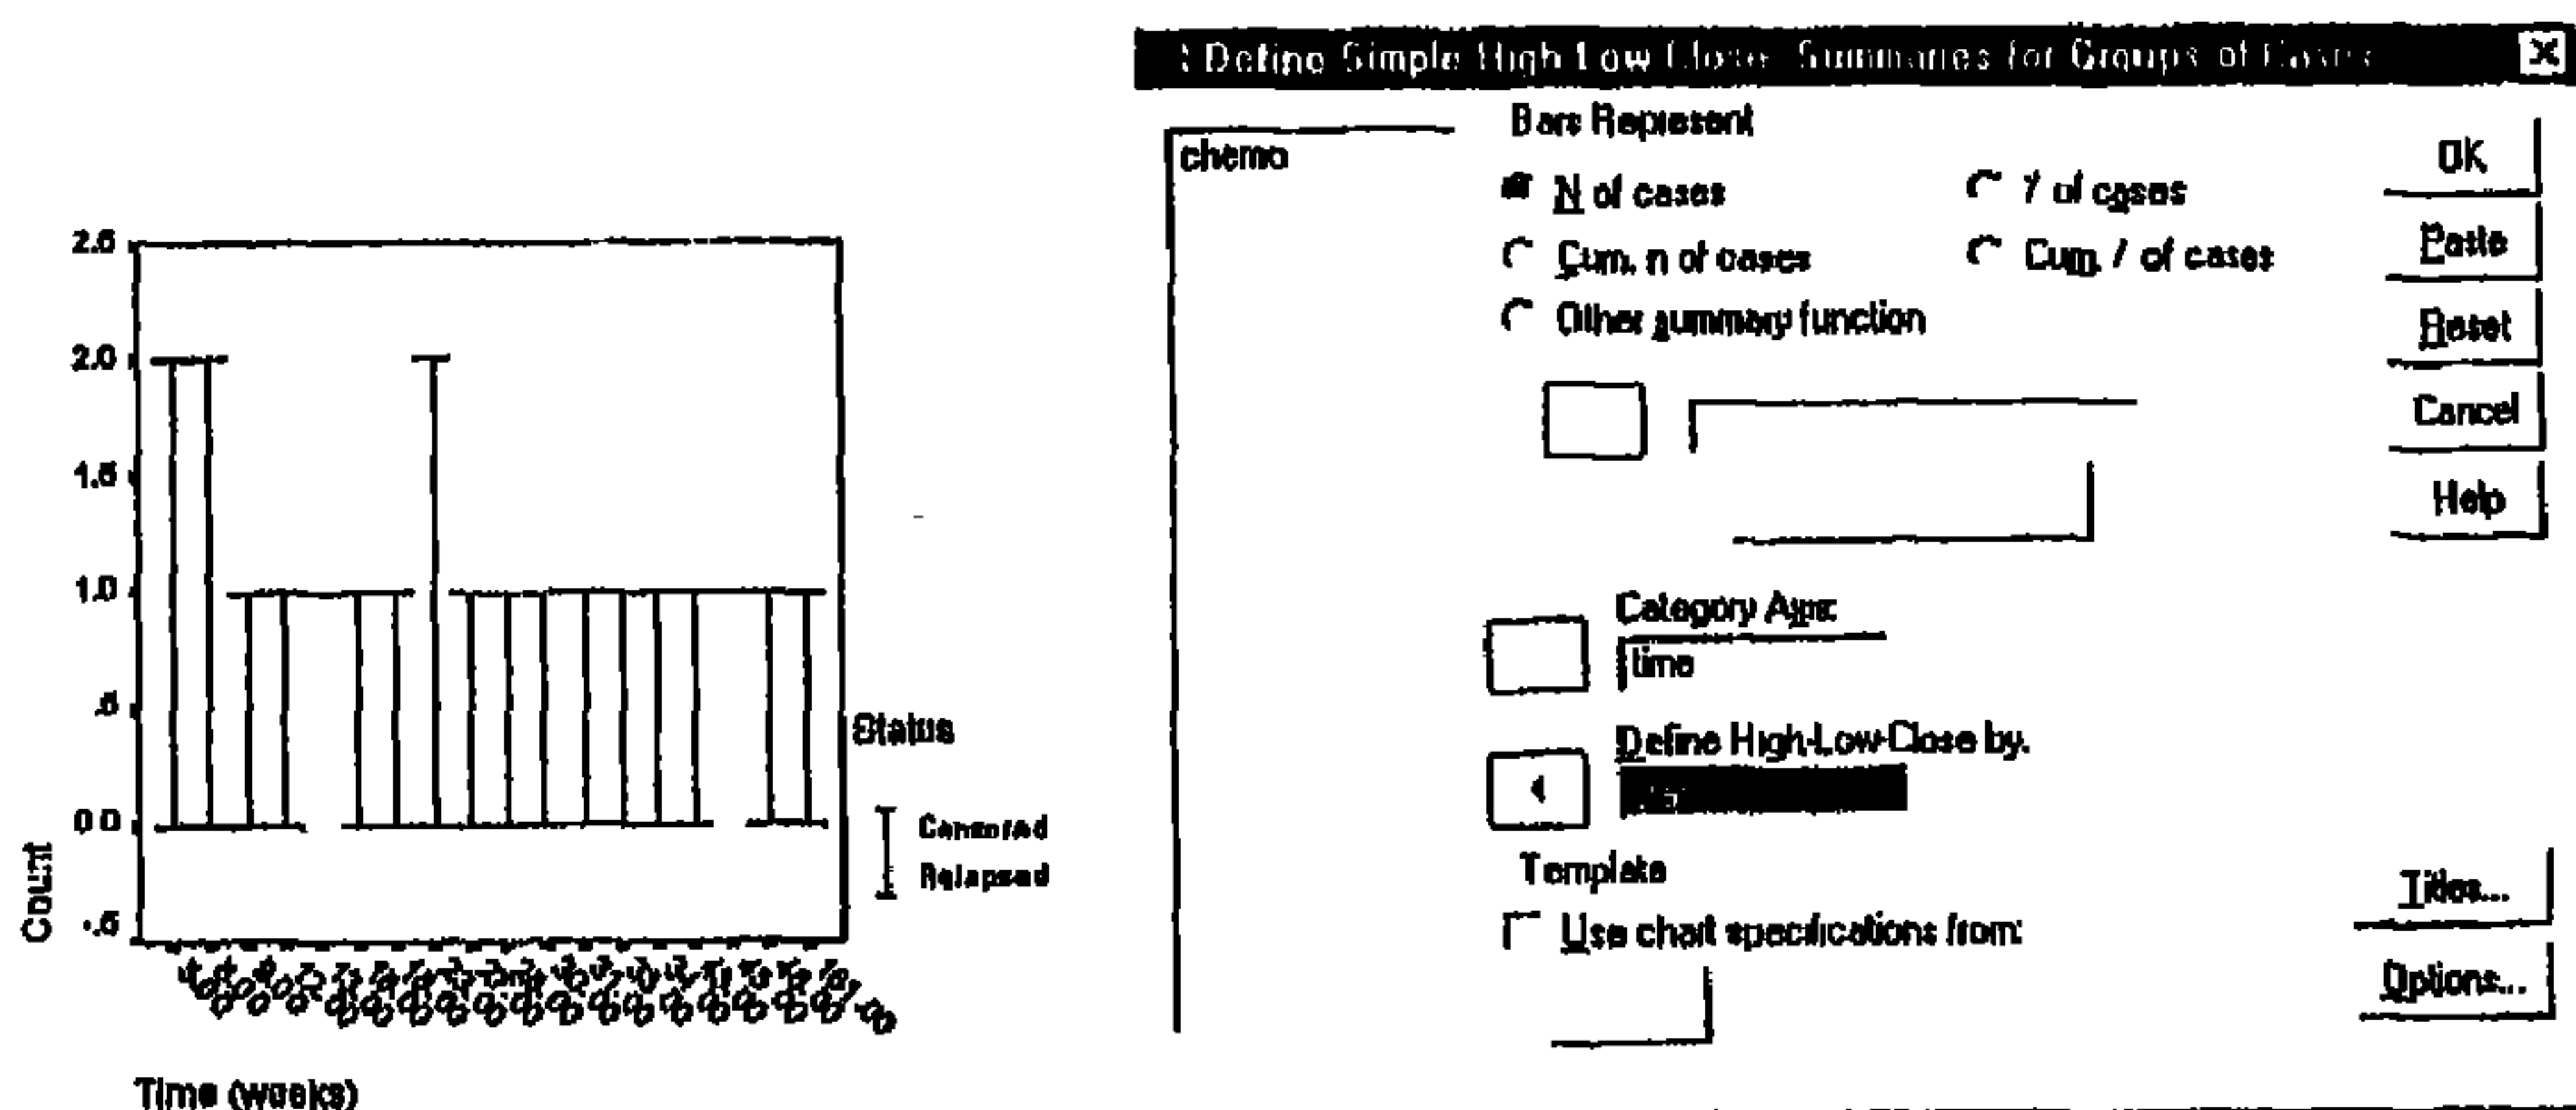 2.5
2.0
1.5
1.0
.5
0.0
-.5
Count
Time (weeks)
Status
Censored
Relapsed
Define Simple High Low Close: Summaries for Groups of Cases
chemo
Bars Represent
N of cases
% of cases
Cum. n of cases
Cum. % of cases
Other summary function
Category Axis:
time
Define High-Low-Close by:
Template
Use chart specifications from:
OK
Paste
Reset
Cancel
Help
Titles...
Options...